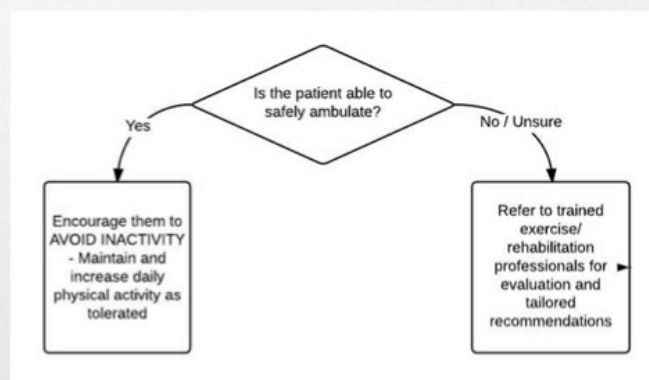 Is the patient able to
safely ambulate?
Yes
No / Unsure
Encourage them to
AVOID INACTIVITY
- Maintain and
increase daily
physical activity as
tolerated
Refer to trained
exercise/
rehabilitation
professionals for
evaluation and
tailored
recommendations